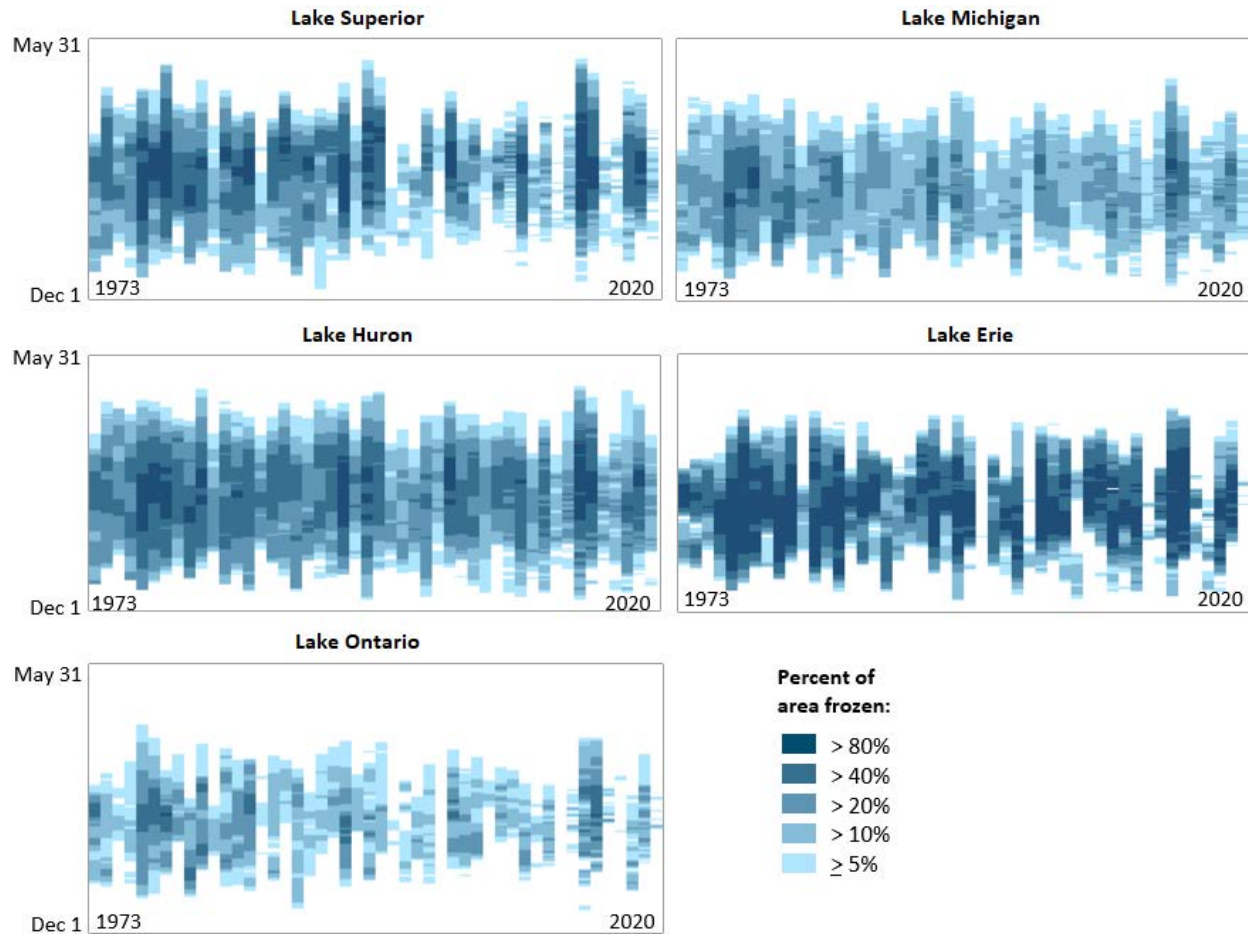 Lake Superior
Lake Michigan
May 31
Dec 1
1973
2020
1973
2020
Lake Huron
Lake Erie
May 31
Dec 1
1973
2020
1973
2020
Lake Ontario
May 31
Dec 1
1973
2020
Percent of
area frozen:
> 80%
> 40%
> 20%
> 10%
≥ 5%